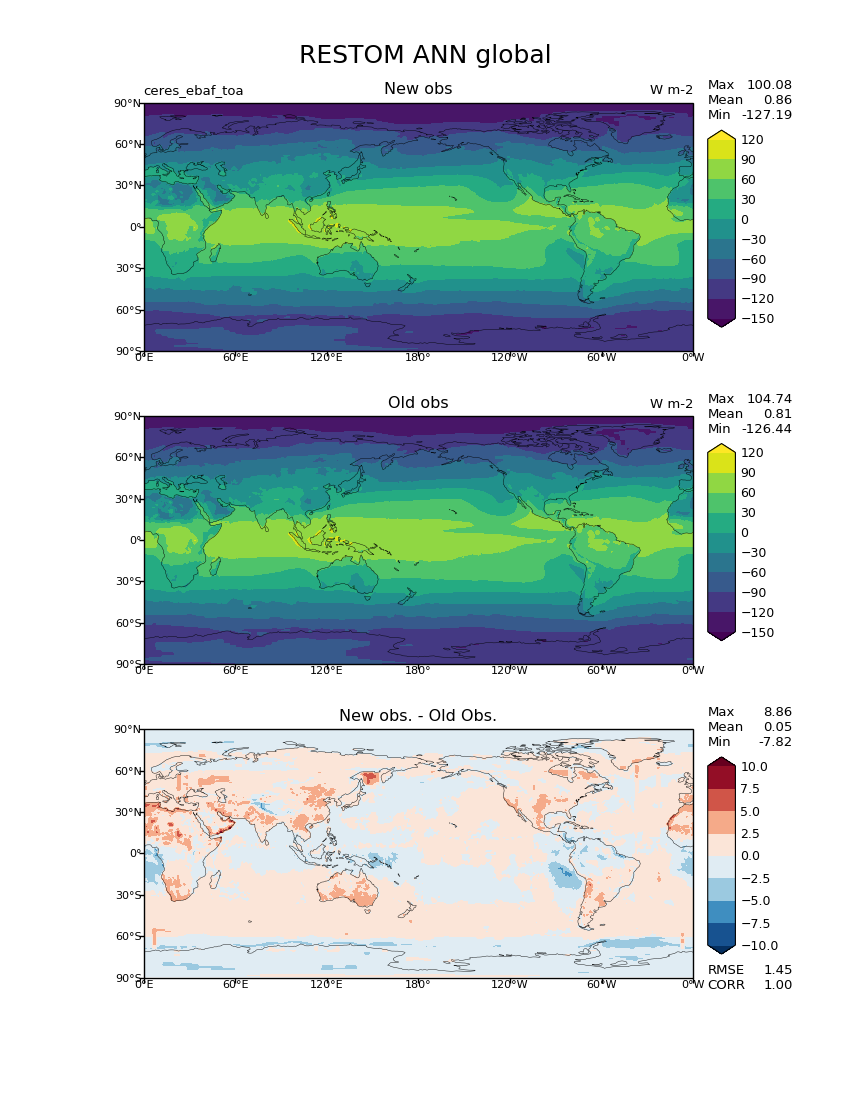 RESTOM ANN global
ceres_ebaf_toa New obs W m-2
Max 100.08
Mean 0.86
Min -127.19
90°N
60°N
30°N
0°
30°S
60°S
90°S
0°E 60°E 120°E 180° 120°W 60°W 0°W
120
90
60
30
0
−30
−60
−90
−120
−150
Old obs W m-2
Max 104.74
Mean 0.81
Min -126.44
90°N
60°N
30°N
0°
30°S
60°S
90°S
0°E 60°E 120°E 180° 120°W 60°W 0°W
120
90
60
30
0
−30
−60
−90
−120
−150
New obs. - Old Obs.
Max 8.86
Mean 0.05
Min -7.82
90°N
60°N
30°N
0°
30°S
60°S
90°S
0°E 60°E 120°E 180° 120°W 60°W 0°W
10.0
7.5
5.0
2.5
0.0
−2.5
−5.0
−7.5
−10.0
RMSE 1.45
CORR 1.00